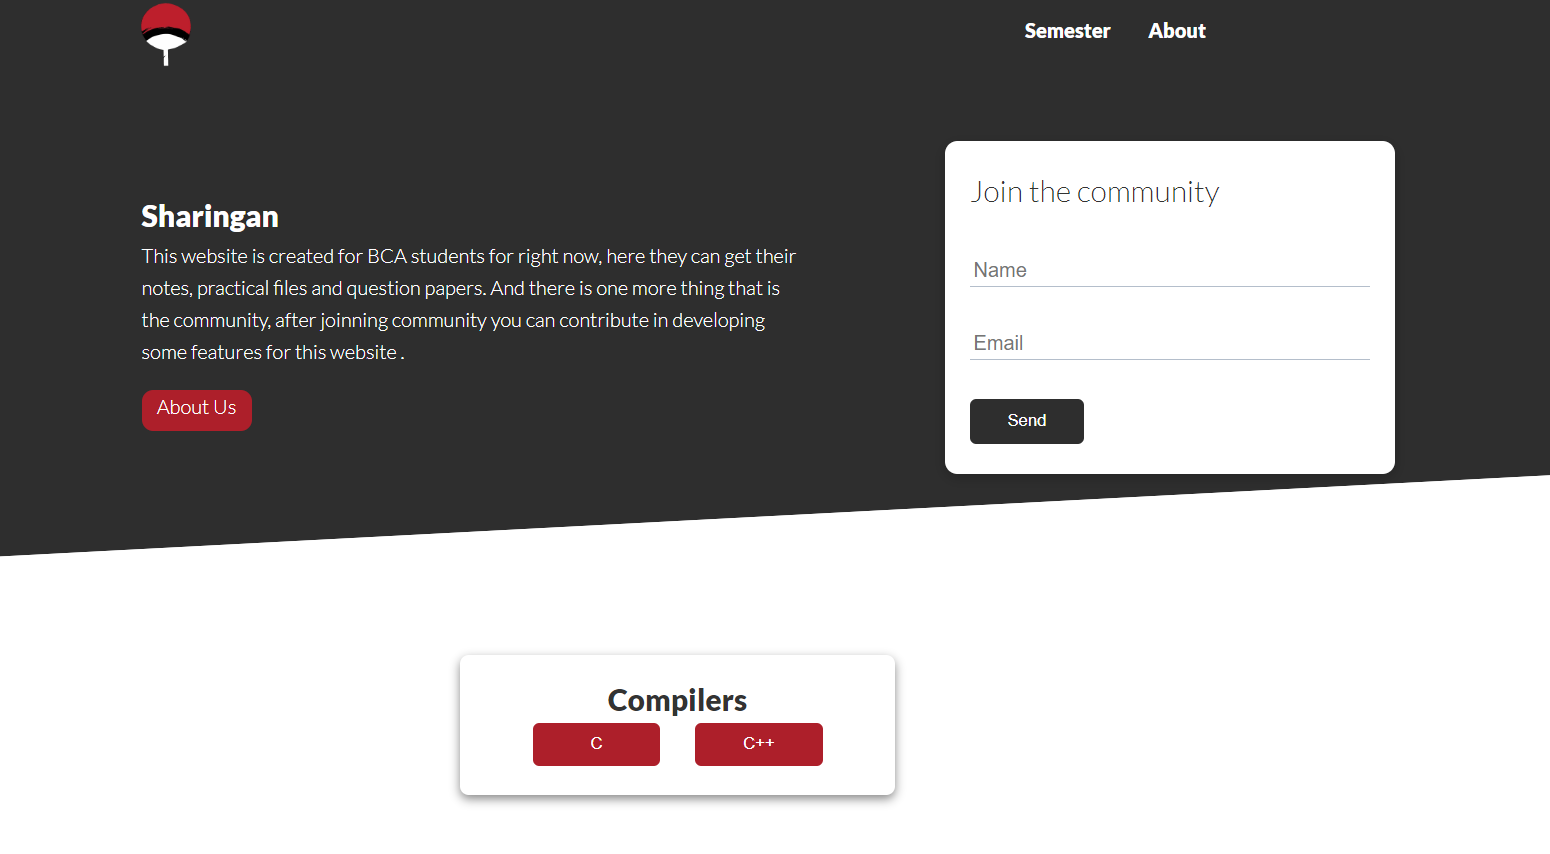 Semester About
Sharingan
This website is created for BCA students for right now, here they can get their
notes, practical files and question papers. And there is one more thing that is
the community, after joinning community you can contribute in developing
some features for this website .
About Us
Join the community
Name
Email
Send
Compilers
C C++